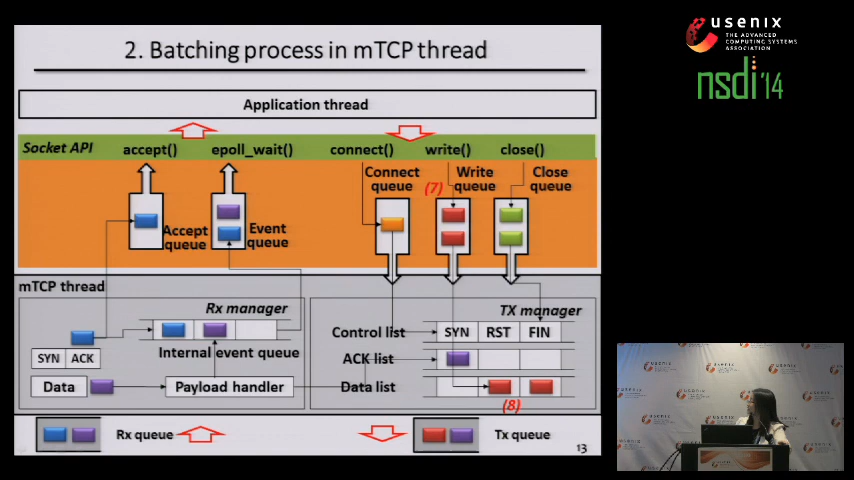 usenix
THE ADVANCED
COMPUTING SYSTEMS
ASSOCIATION
nsdi '14
2. Batching process in mTCP thread
Application thread
Socket API
accept()
epoll_wait()
connect()
write()
close()
Connect
queue
(7)
Write
queue
Close
queue
Accept
queue
Event
queue
mTCP thread
Rx manager
TX manager
Control list
SYN
RST
FIN
SYN
ACK
Internal event queue
ACK list
Data
Payload handler
Data list
(8)
Rx queue
Tx queue
13
usenix